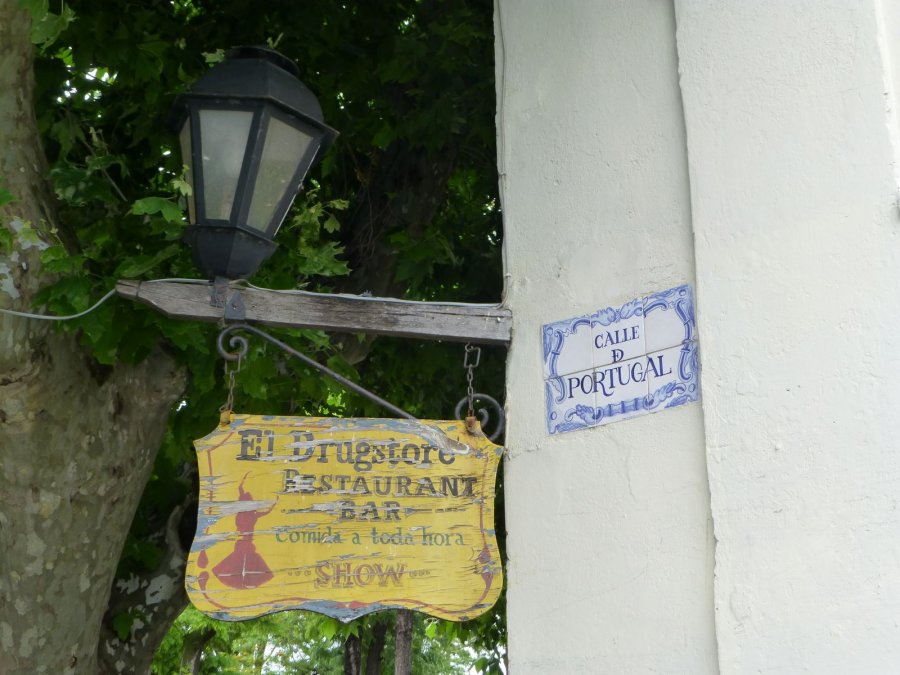 El Drugstore
RESTAURANT
BAR
Comida a toda hora
...SHOW...
CALLE
D
PORTUGAL